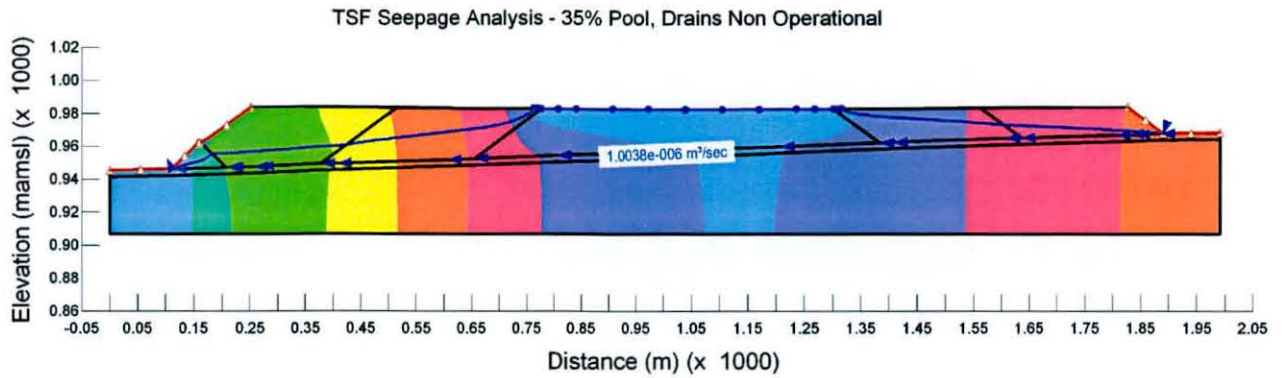 TSF Seepage Analysis - 35% Pool, Drains Non Operational
Elevation (mamsl) (x 1000)
1.02
1.00
0.98
0.96
0.94
0.92
0.90
0.88
0.86
1.0038e-006 m³/sec
-0.05 0.05 0.15 0.25 0.35 0.45 0.55 0.65 0.75 0.85 0.95 1.05 1.15 1.25 1.35 1.45 1.55 1.65 1.75 1.85 1.95 2.05
Distance (m) (x 1000)